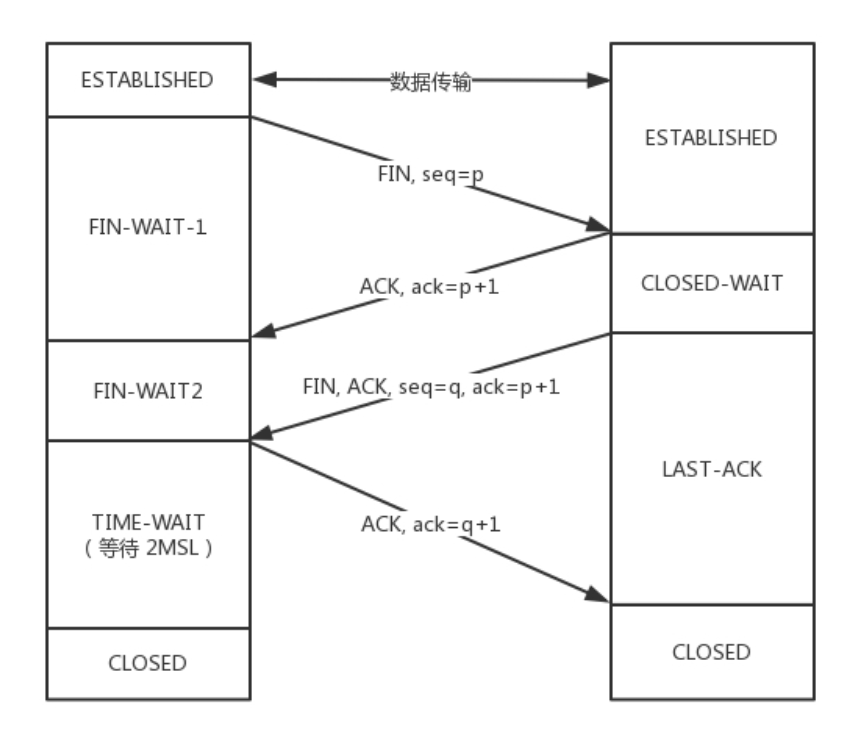 ESTABLISHED
数据传输
ESTABLISHED
FIN, seq=p
FIN-WAIT-1
CLOSED-WAIT
ACK, ack=p+1
FIN-WAIT2
FIN, ACK, seq=q, ack=p+1
LAST-ACK
TIME-WAIT
（等待 2MSL）
ACK, ack=q+1
CLOSED
CLOSED